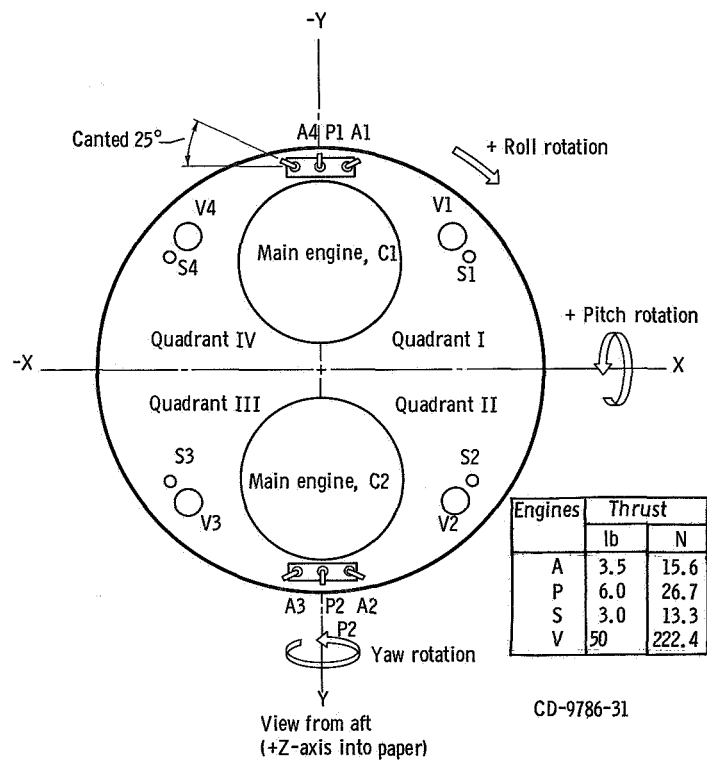 -Y
Canted 25°
A4 P1 A1
+ Roll rotation
V4
V1
Main engine, C1
S4
S1
+ Pitch rotation
Quadrant IV
Quadrant I
-X
X
Quadrant III
Quadrant II
S3
S2
Main engine, C2
V3
V2
Engines Thrust
lb N
A 3.5 15.6
P 6.0 26.7
S 3.0 13.3
V 50 222.4
A3 P2 A2
P2
Yaw rotation
Y
View from aft
(+Z-axis into paper)
CD-9786-31